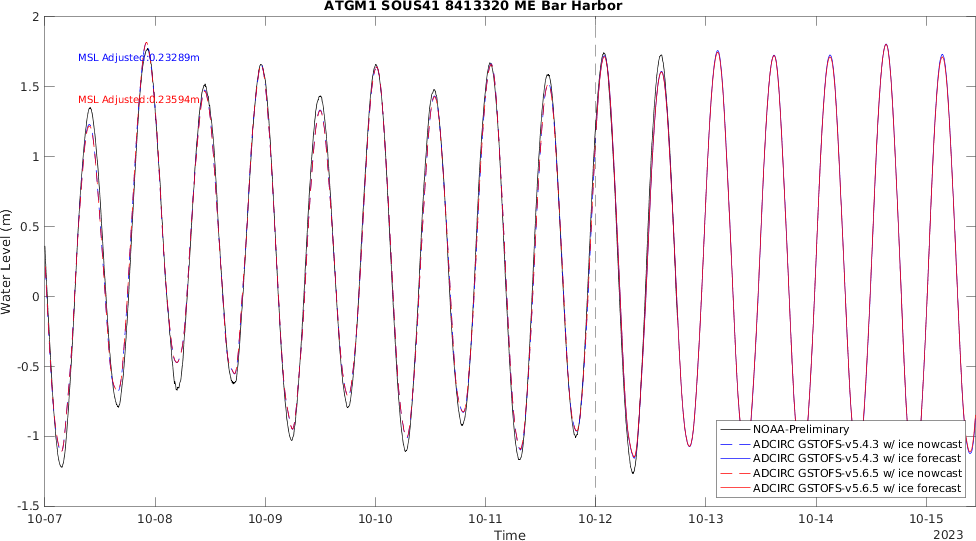 ATGM1 SOUS41 8413320 ME Bar Harbor
2
1.5
1
0.5
0
-0.5
-1
-1.5
Water Level (m)
MSL Adjusted:0.23289m
MSL Adjusted:0.23594m
NOAA-Preliminary
ADCIRC GSTOFS-v5.4.3 w/ ice nowcast
ADCIRC GSTOFS-v5.4.3 w/ ice forecast
ADCIRC GSTOFS-v5.6.5 w/ ice nowcast
ADCIRC GSTOFS-v5.6.5 w/ ice forecast
10-07 10-08 10-09 10-10 10-11 10-12 10-13 10-14 10-15
Time
2023